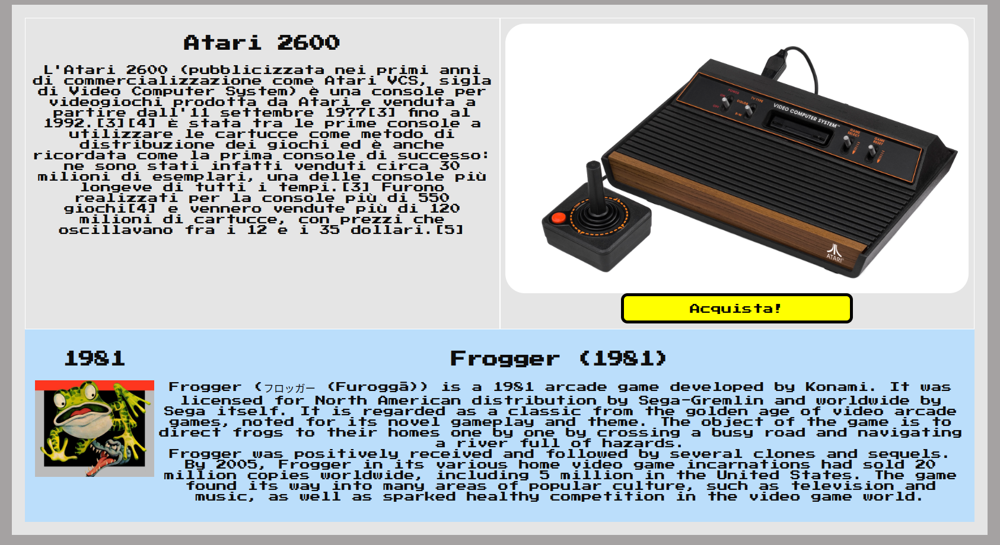 Atari 2600
L'Atari 2600 (pubblicizzata nei primi anni
di commercializzazione come Atari VCS, sigla
di Video Computer System) è una console per
videogiochi prodotta da Atari e venduta a
partire dall'11 settembre 1977[3] fino al
1992.[3][4] È stata tra le prime console a
utilizzare le cartucce come metodo di
distribuzione dei giochi ed è anche
ricordata come la prima console di successo:
ne sono stati infatti venduti circa 30
milioni di esemplari, una delle console più
longeve di tutti i tempi.[3] Furono
realizzati per la console più di 550
giochi[4] e vennero vendute più di 120
milioni di cartucce, con prezzi che
oscillavano fra i 12 e i 35 dollari.[5]
POWER
ON
OFF
TV TYPE
COLOR
B-W
VIDEO COMPUTER SYSTEM™
GAME
SELECT
GAME
RESET
TOP
ATARI
Acquista!
1981
Frogger (1981)
Frogger (フロッガー (Furoggā)) is a 1981 arcade game developed by Konami. It was
licensed for North American distribution by Sega-Gremlin and worldwide by
Sega itself. It is regarded as a classic from the golden age of video arcade
games, noted for its novel gameplay and theme. The object of the game is to
direct frogs to their homes one by one by crossing a busy road and navigating
a river full of hazards.
Frogger was positively received and followed by several clones and sequels.
By 2005, Frogger in its various home video game incarnations had sold 20
million copies worldwide, including 5 million in the United States. The game
found its way into many areas of popular culture, such as television and
music, as well as sparked healthy competition in the video game world.